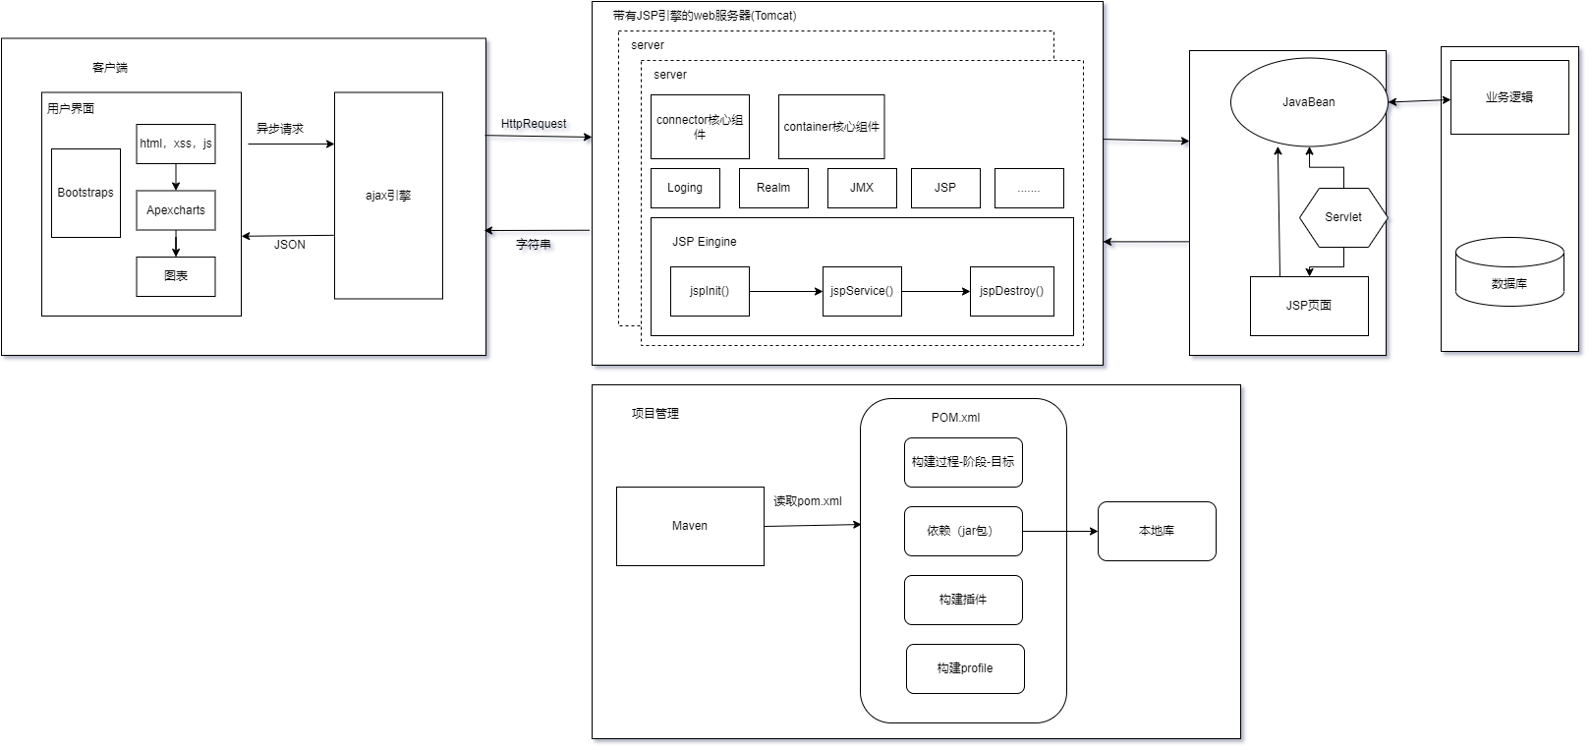 客户端
用户界面
html，xss，js
Bootstraps
Apexcharts
图表
异步请求
JSON
ajax引擎
HttpRequest
字符串
带有JSP引擎的web服务器(Tomcat)
server
server
connector核心组
件
container核心组件
Loging
Realm
JMX
JSP
.......
JSP Eingine
jspInit()
jspService()
jspDestroy()
JavaBean
Servlet
JSP页面
业务逻辑
数据库
项目管理
Maven
读取pom.xml
POM.xml
构建过程-阶段-目标
依赖（jar包）
构建插件
构建profile
本地库